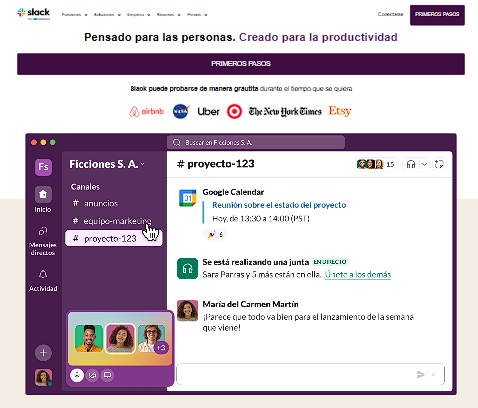 slack
Funciones Soluciones Empresa Recursos Precios
Conectarse
PRIMEROS PASOS
Pensado para las personas. Creado para la productividad
PRIMEROS PASOS
Slack puede probarse de manera gratuita durante el tiempo que se quiera
airbnb NASA Uber The New York Times Etsy
Buscar en Ficciones S. A.
Fs
Inicio
Mensajes
directos
Actividad
Ficciones S. A.
Canales
# anuncios
# equipo-marketing
# proyecto-123
+3
# proyecto-123
15
Google Calendar
31
Reunión sobre el estado del proyecto
Hoy, de 13:30 a 14:00 (PST)
6
Se está realizando una junta EN DIRECTO
Sara Parras y 5 más están en ella. Únete a los demás
María del Carmen Martín
¡Parece que todo va bien para el lanzamiento de la semana
que viene!